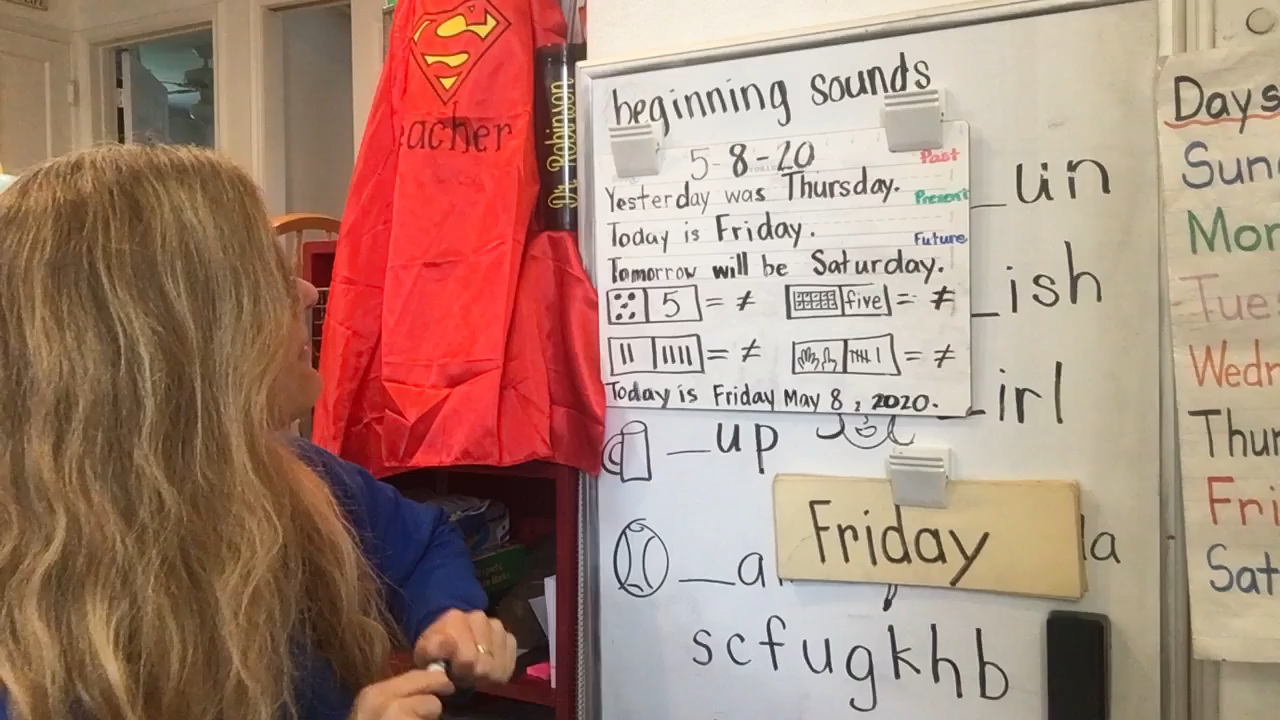 eacher
Dr. Robinson
beginning sounds
5-8-20
Past
Yesterday was Thursday.
Present
Today is Friday.
Future
Tomorrow will be Saturday.
5 = ≠
five = ≠
= ≠
= ≠
Today is Friday May 8, 2020.
_un
_ish
_irl
_up
_a
la
Friday
scfugkhb
Days
Sun
Mon
Tue
Wedn
Thur
Fri
Sat